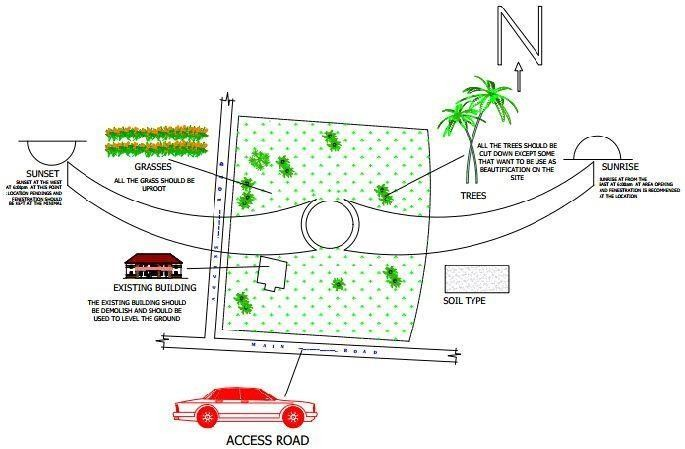 N
GRASSES
ALL THE GRASS SHOULD BE
UPROOT
SUNSET
SUNSET AT THE WEST
AT 6:00pm AT THIS POINT
LOCATION FENDINGS AND
FENESTRATION SHOULD
BE KEPT AT THE MINIMAL
ALL THE TREES SHOULD BE
CUT DOWN EXCEPT SOME
THAT WANT TO BE USE AS
BEAUTIFICATION ON THE
SITE
TREES
SUNRISE
SUNRISE AT FROM THE
EAST AT 6:00am AT AREA OPENING
AND FENESTRATION IS RECOMMENDED
AT THE LOCATION
EXISTING BUILDING
THE EXISTING BUILDING SHOULD
BE DEMOLISH AND SHOULD BE
USED TO LEVEL THE GROUND
SOIL TYPE
MAIN ROAD
ACCESS ROAD